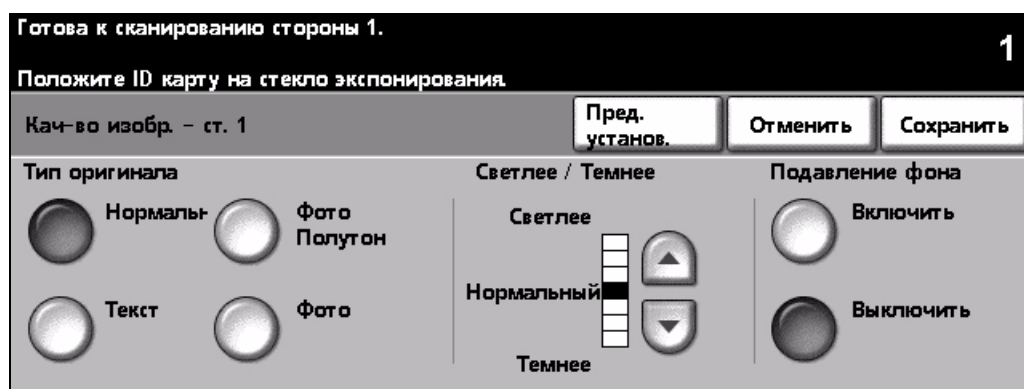 Готова к сканированию стороны 1.
1
Положите ID карту на стекло экспонирования.
Кач-во изобр. - ст. 1
Пред.
установ.
Отменить
Сохранить
Тип оригинала
Нормальн
Фото
Полутон
Текст
Фото
Светлее / Темнее
Светлее
Нормальный
Темнее
Подавление фона
Включить
Выключить